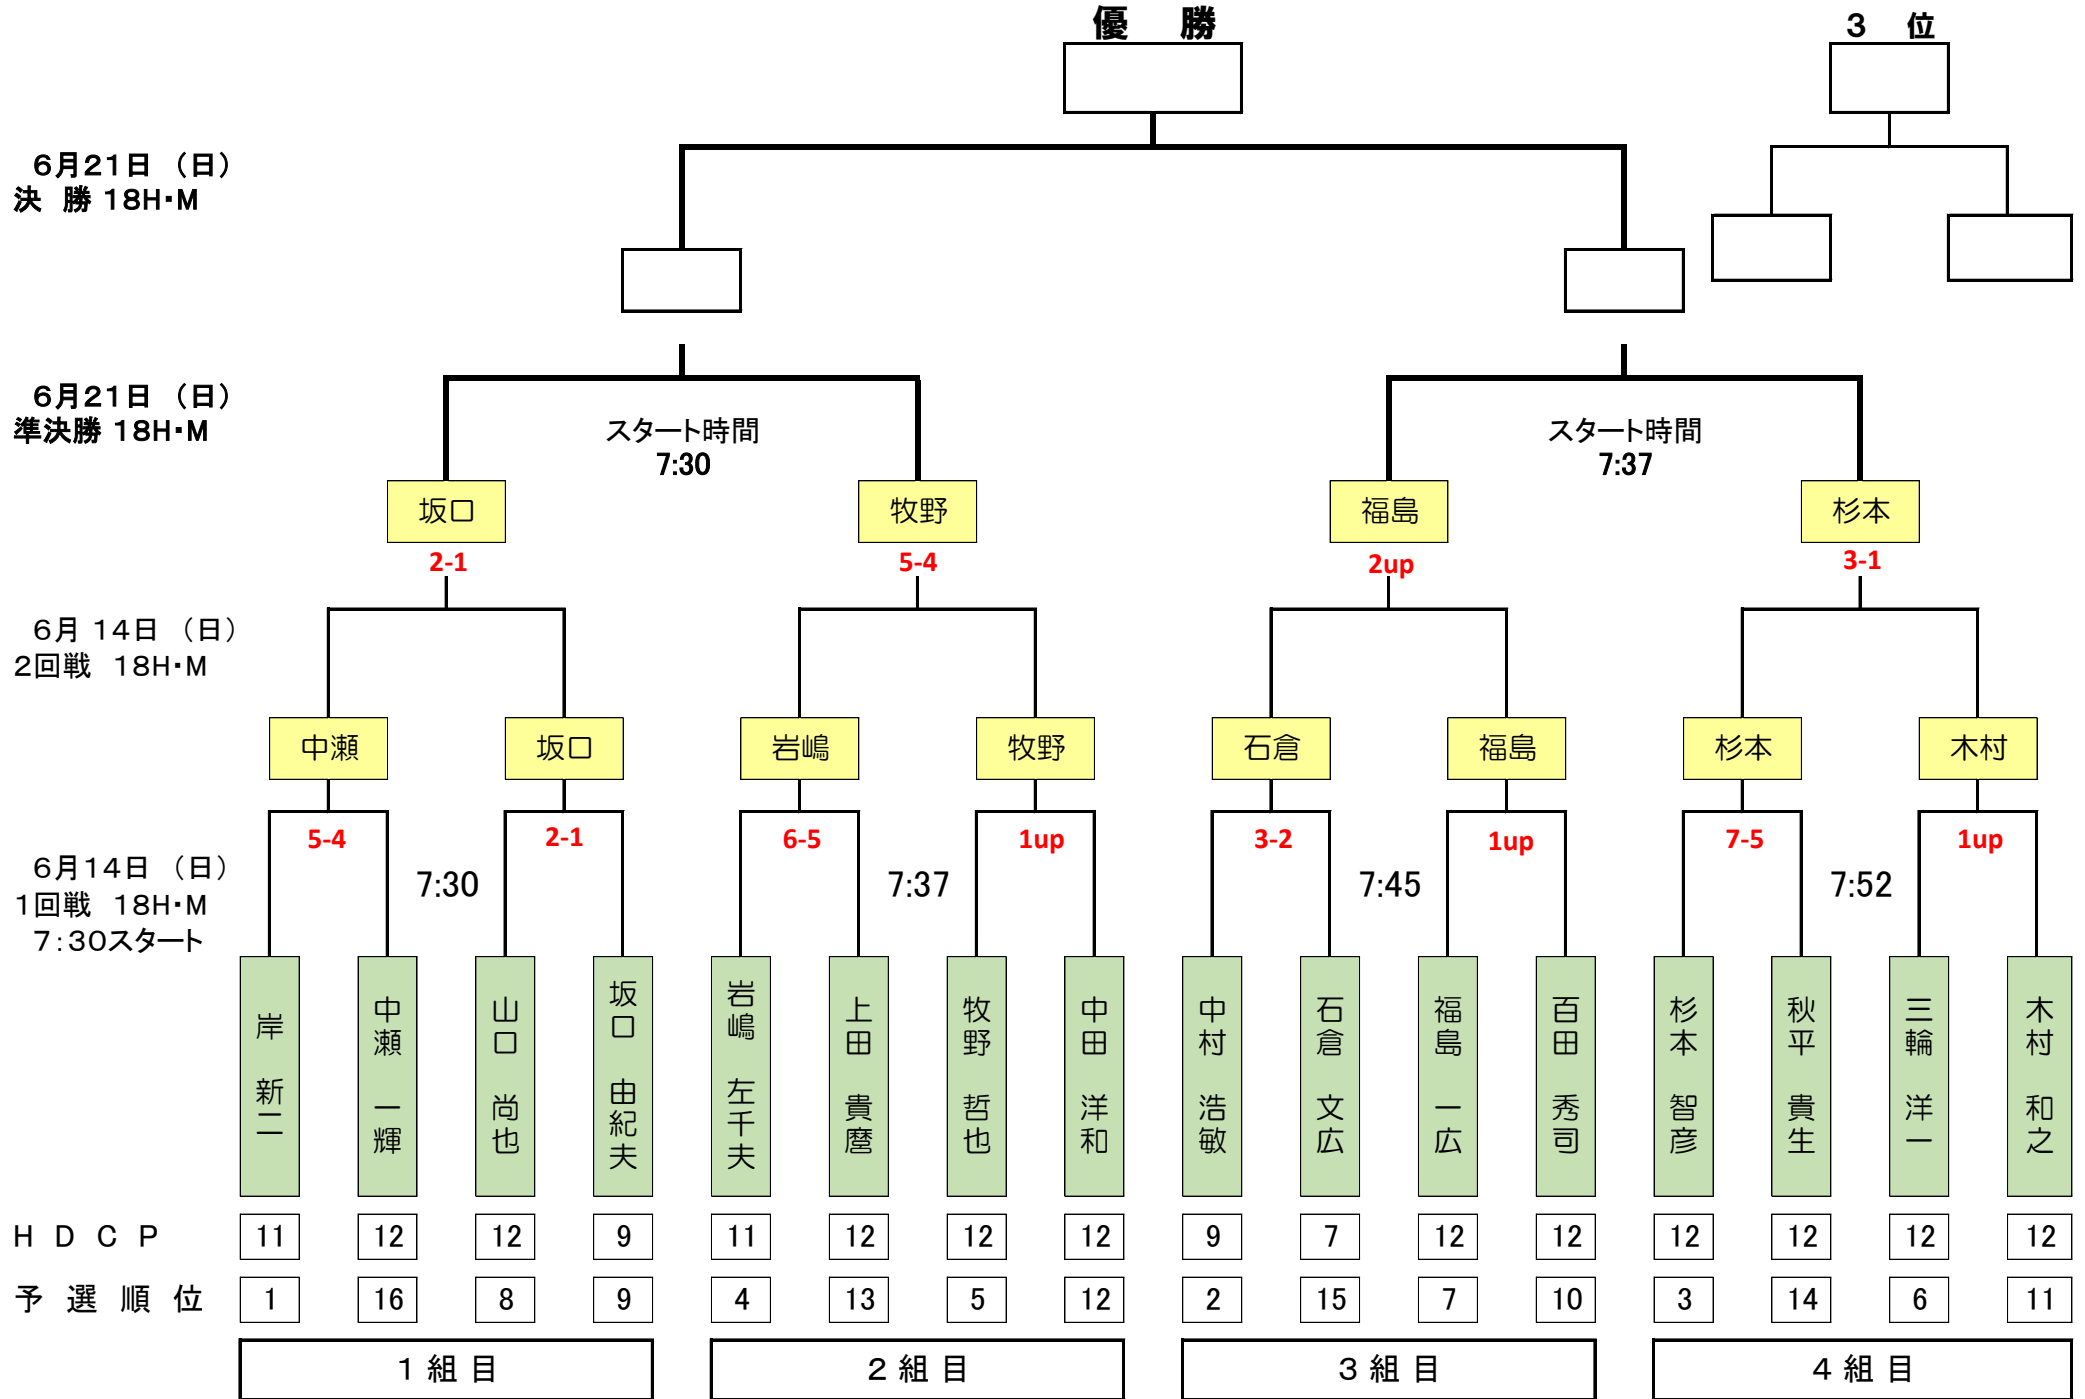 優　勝
３　位
６月２１日　（日）
決　勝 １８Ｈ・Ｍ
６月２１日　（日）
準決勝 １８Ｈ・Ｍ
スタート時間
7:30
スタート時間
7:37
坂口
牧野
福島
杉本
2-1
5-4
2up
3-1
６月 １４日　（日）
２回戦　１８Ｈ・Ｍ
中瀬
坂口
岩嶋
牧野
石倉
福島
杉本
木村
5-4
2-1
6-5
1up
3-2
1up
7-5
1up
６月１４日　（日）
１回戦　１８Ｈ・Ｍ
７：３０スタート
7:30
7:37
7:45
7:52
岸　新二
中瀬　一輝
山口　尚也
坂口　由紀夫
岩嶋　左千夫
上田　貴麿
牧野　哲也
中田　洋和
中村　浩敏
石倉　文広
福島　一広
百田　秀司
杉本　智彦
秋平　貴生
三輪　洋一
木村　和之
Ｈ Ｄ Ｃ Ｐ 11 12 12 9 11 12 12 12 9 7 12 12 12 12 12 12
予 選 順 位 1 16 8 9 4 13 5 12 2 15 7 10 3 14 6 11
１ 組 目
２ 組 目
３ 組 目
４ 組 目